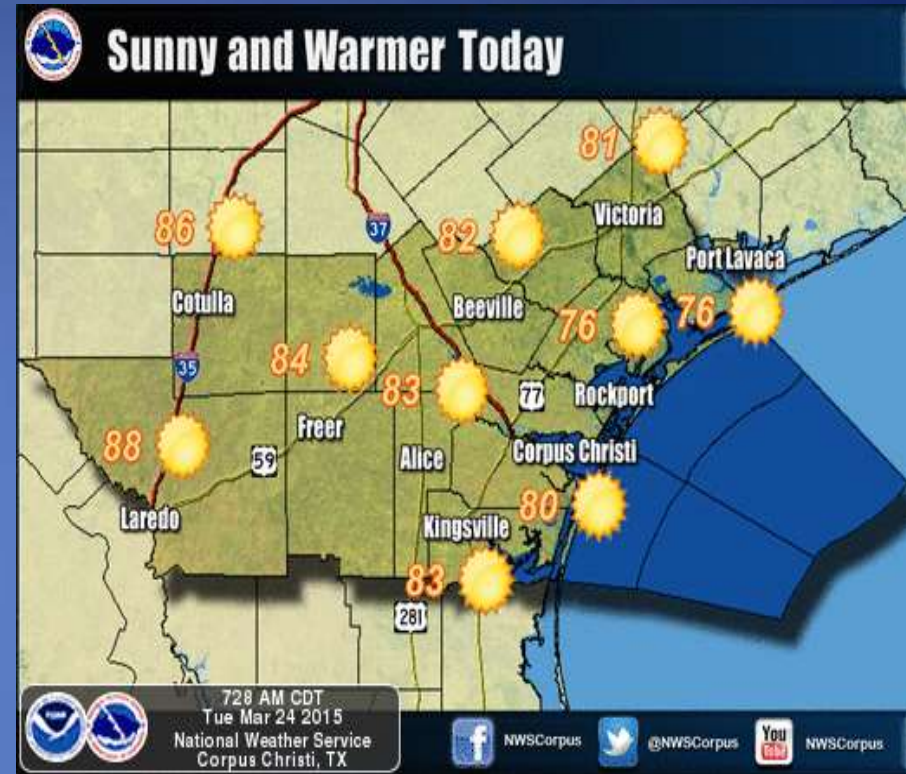 Sunny and Warmer Today
81
86
37
82
Victoria
Port Lavaca
Cotulla
Beeville
76
76
84
35
83
77
Rockport
Freer
88
59
Alice
Corpus Christi
80
Laredo
Kingsville
83
281
728 AM CDT
Tue Mar 24 2015
National Weather Service
Corpus Christi, TX
NWSCorpus
@NWSCorpus
You
Tube
NWSCorpus